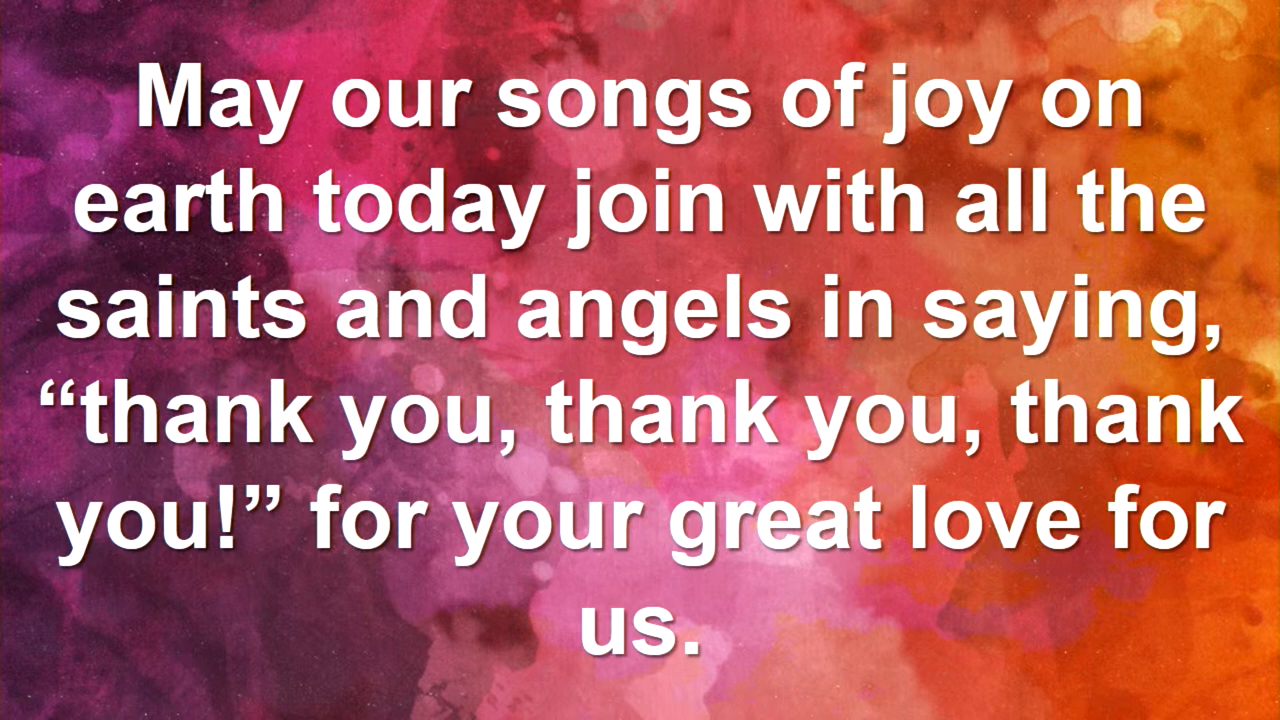 May our songs of joy on
earth today join with all the
saints and angels in saying,
“thank you, thank you, thank
you!” for your great love for
us.